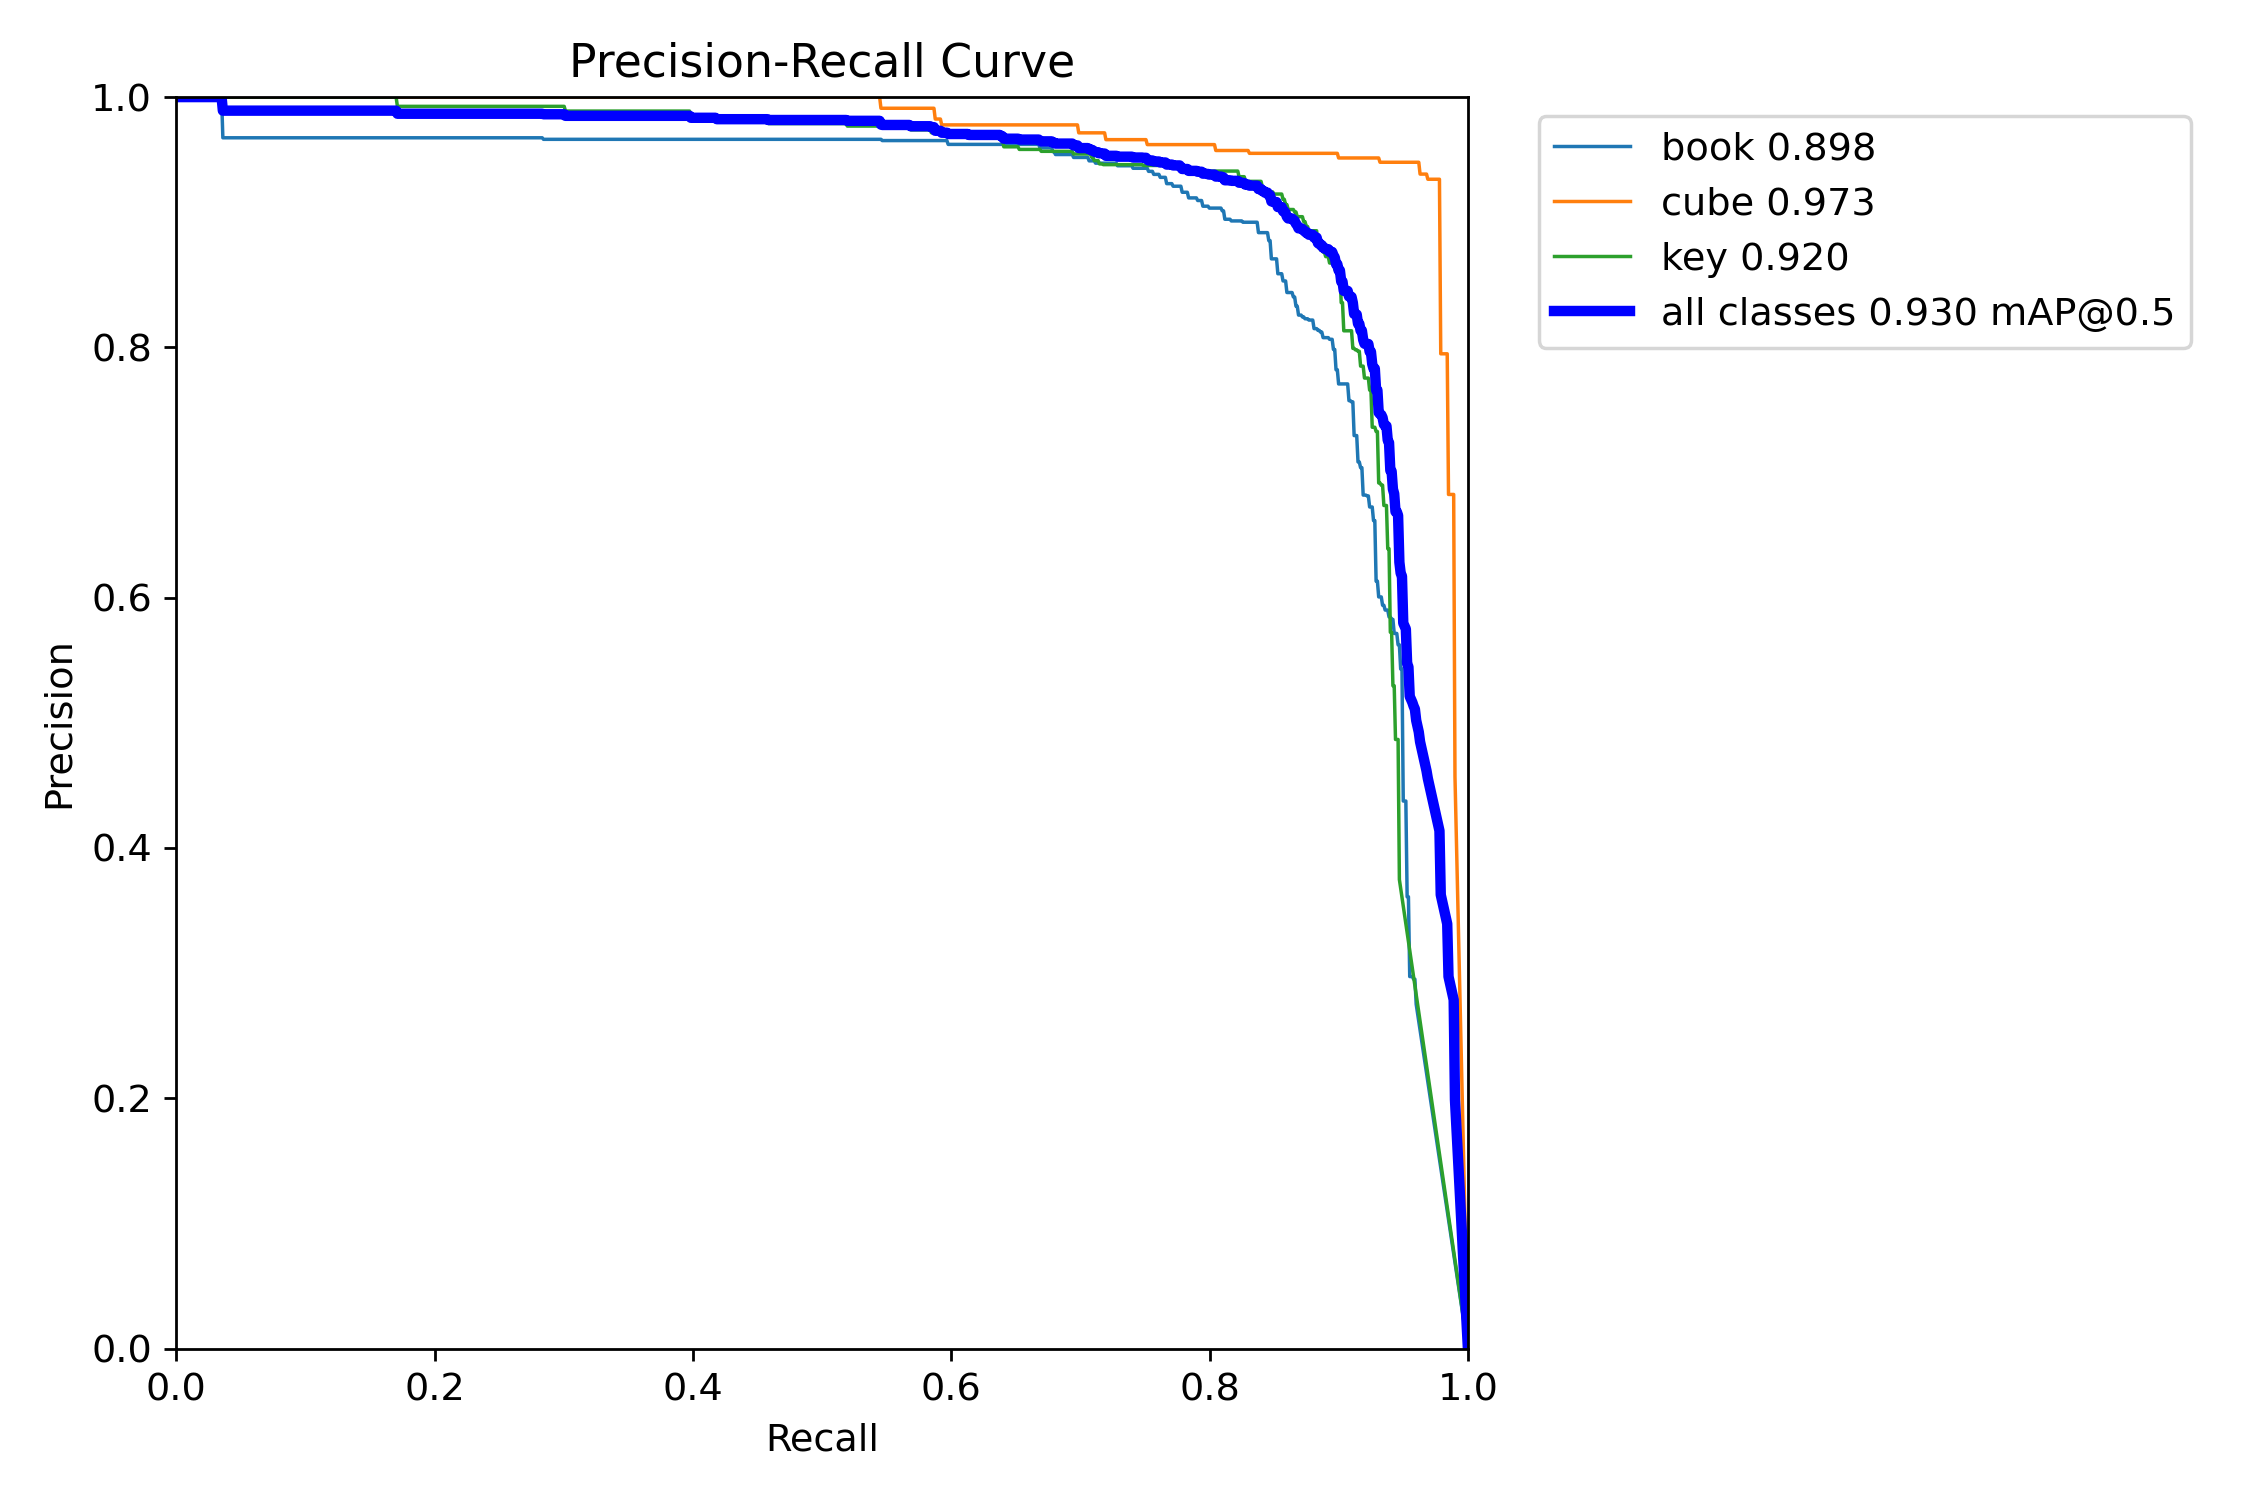 Precision-Recall Curve
1.0
0.8
0.6
0.4
0.2
0.0
Precision
0.0 0.2 0.4 0.6 0.8 1.0
Recall
book 0.898
cube 0.973
key 0.920
all classes 0.930 mAP@0.5